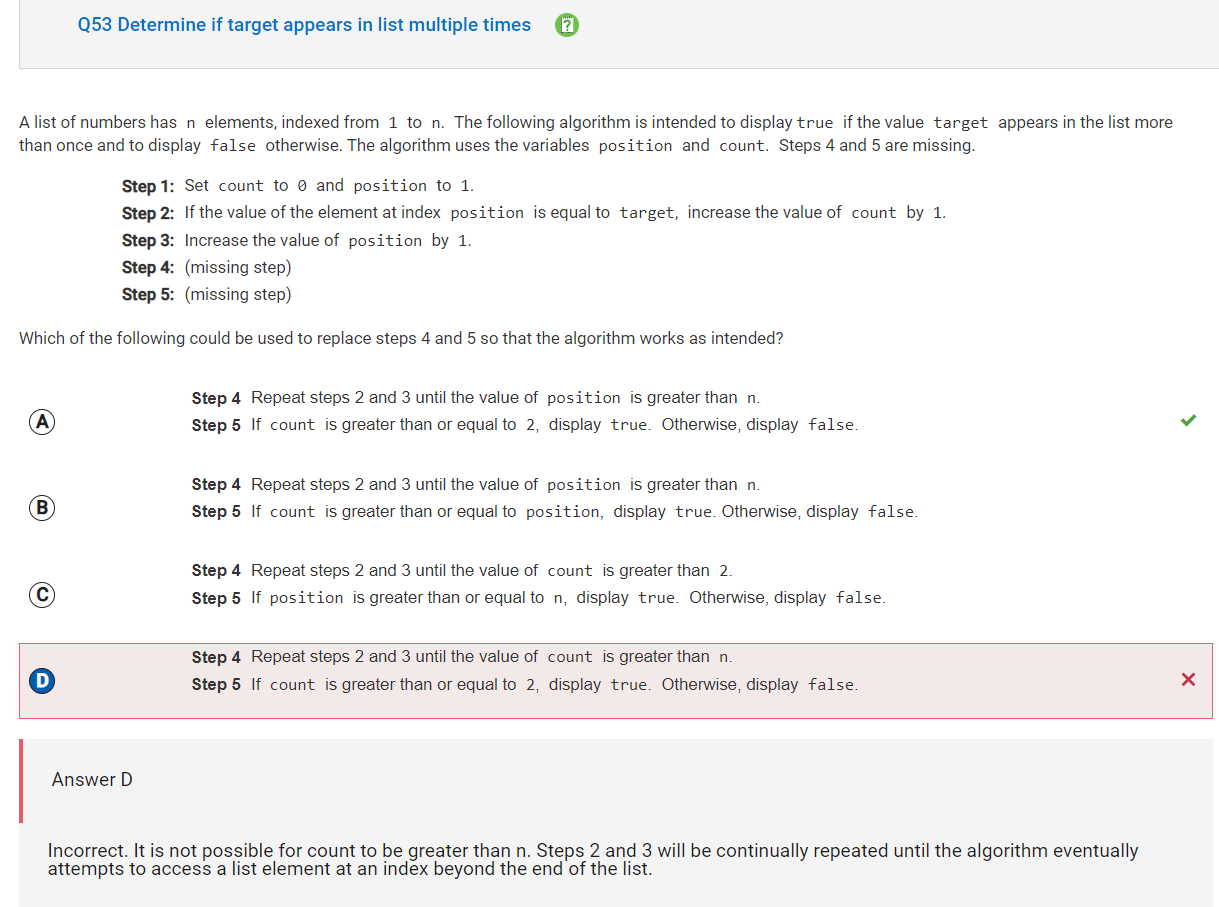 Q53 Determine if target appears in list multiple times
A list of numbers has n elements, indexed from 1 to n. The following algorithm is intended to display true if the value target appears in the list more
than once and to display false otherwise. The algorithm uses the variables position and count. Steps 4 and 5 are missing.
Step 1: Set count to 0 and position to 1.
Step 2: If the value of the element at index position is equal to target, increase the value of count by 1.
Step 3: Increase the value of position by 1.
Step 4: (missing step)
Step 5: (missing step)
Which of the following could be used to replace steps 4 and 5 so that the algorithm works as intended?
A
Step 4 Repeat steps 2 and 3 until the value of position is greater than n.
Step 5 If count is greater than or equal to 2, display true. Otherwise, display false.
B
Step 4 Repeat steps 2 and 3 until the value of position is greater than n.
Step 5 If count is greater than or equal to position, display true. Otherwise, display false.
C
Step 4 Repeat steps 2 and 3 until the value of count is greater than 2.
Step 5 If position is greater than or equal to n, display true. Otherwise, display false.
D
Step 4 Repeat steps 2 and 3 until the value of count is greater than n.
Step 5 If count is greater than or equal to 2, display true. Otherwise, display false.
Answer D
Incorrect. It is not possible for count to be greater than n. Steps 2 and 3 will be continually repeated until the algorithm eventually
attempts to access a list element at an index beyond the end of the list.